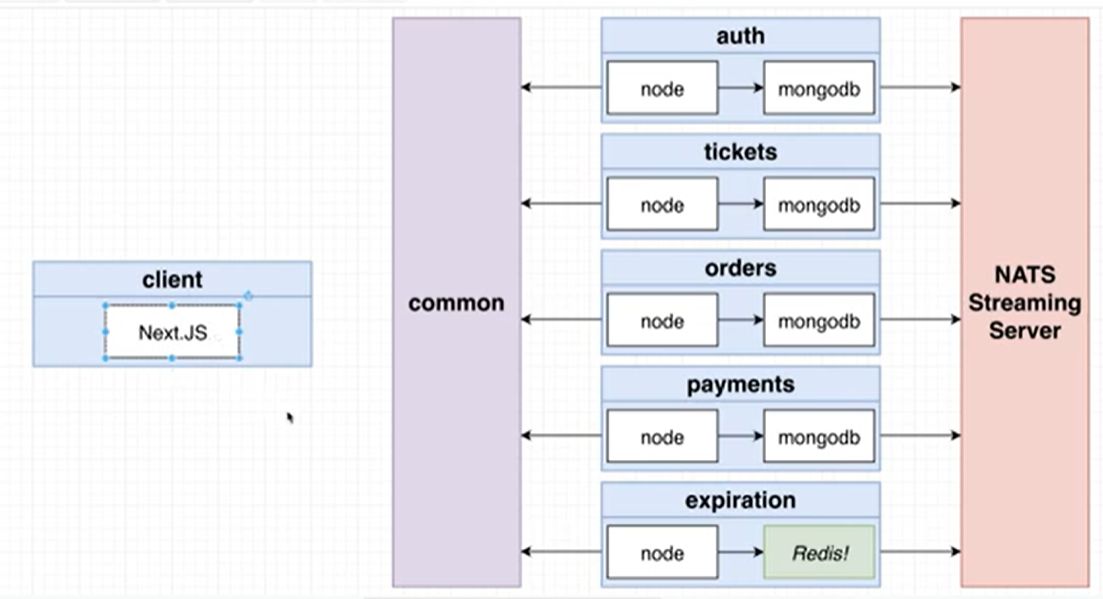 client
Next.JS
common
auth
node
mongodb
tickets
node
mongodb
orders
node
mongodb
payments
node
mongodb
expiration
node
Redis!
NATS
Streaming
Server